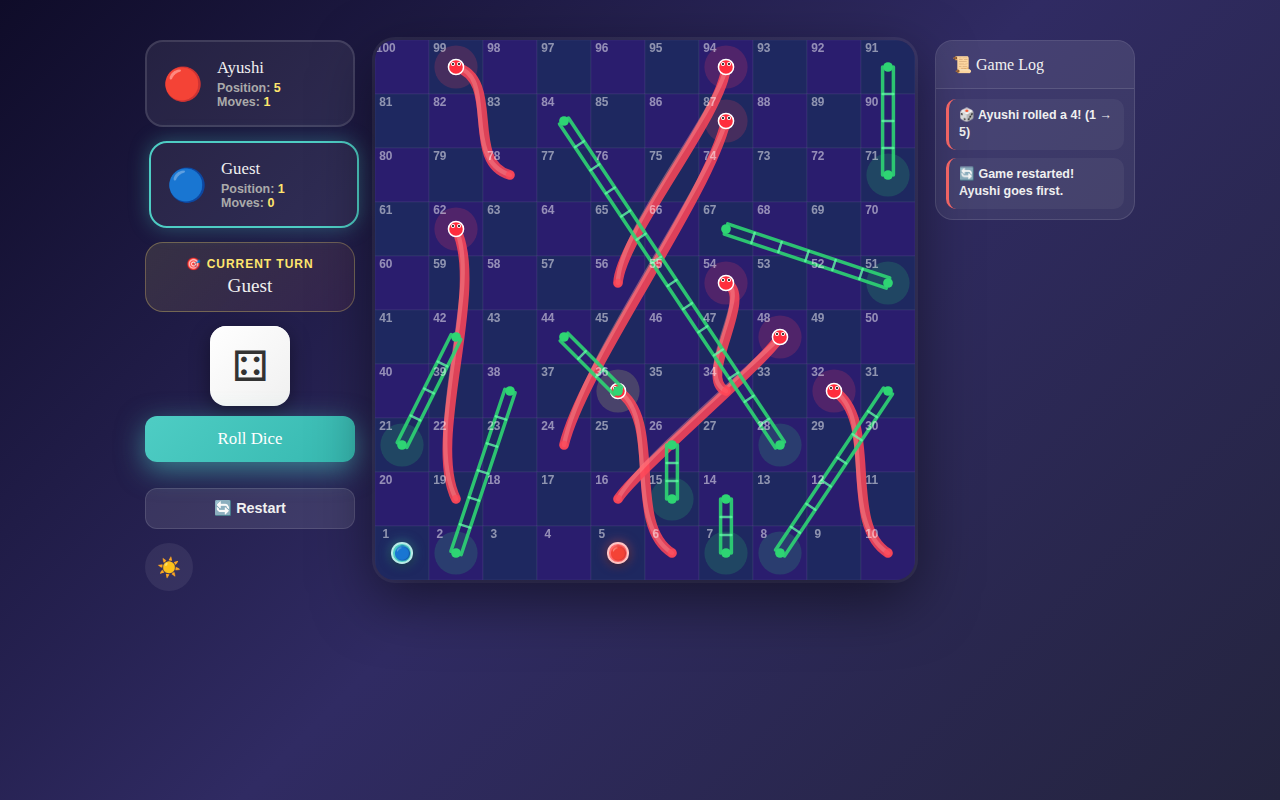 Ayushi
Position: 5
Moves: 1
Guest
Position: 1
Moves: 0
🎯 CURRENT TURN
Guest
Roll Dice
🔄 Restart
100 99 98 97 96 95 94 93 92 91
81 82 83 84 85 86 87 88 89 90
80 79 78 77 76 75 74 73 72 71
61 62 63 64 65 66 67 68 69 70
60 59 58 57 56 55 54 53 52 51
41 42 43 44 45 46 47 48 49 50
40 39 38 37 36 35 34 33 32 31
21 22 23 24 25 26 27 28 29 30
20 19 18 17 16 15 14 13 12 11
1 2 3 4 5 6 7 8 9 10
📜 Game Log
🎲 Ayushi rolled a 4! (1 →
5)
🔄 Game restarted!
Ayushi goes first.